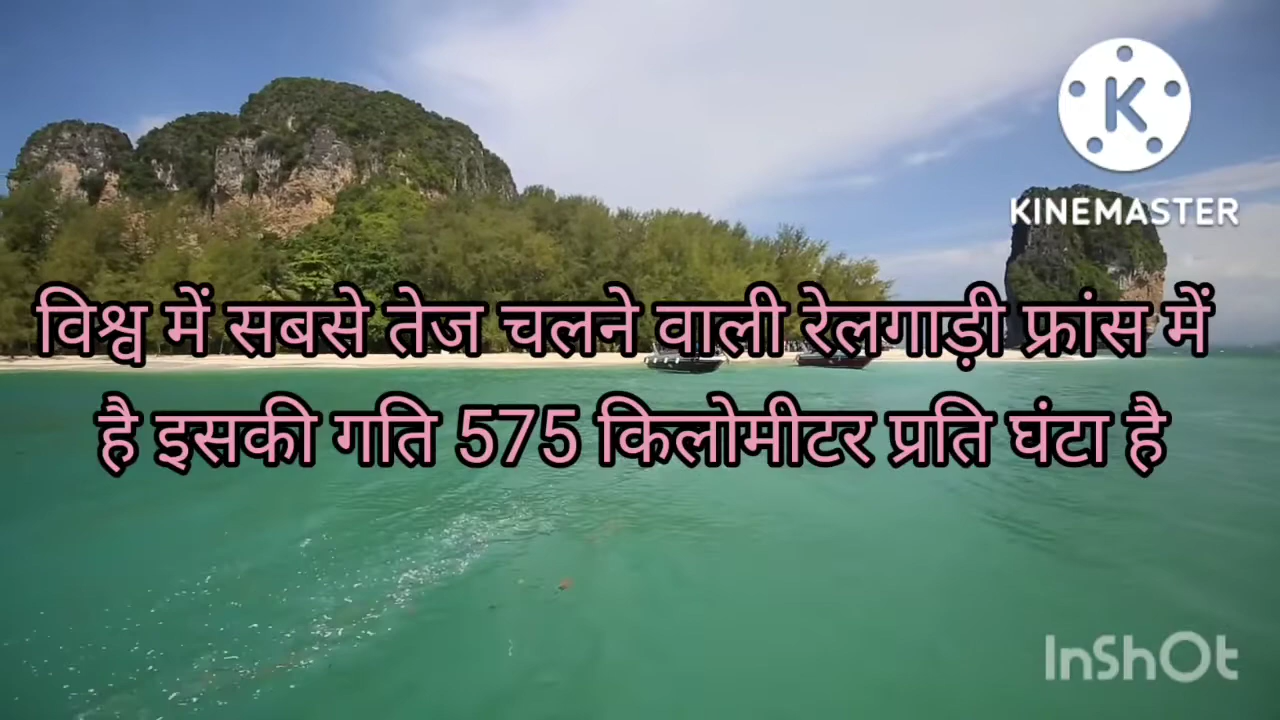 K
KINEMASTER
विश्व में सबसे तेज चलने वाली रेलगाड़ी फ्रांस में
है इसकी गति 575 किलोमीटर प्रति घंटा है
InShOt